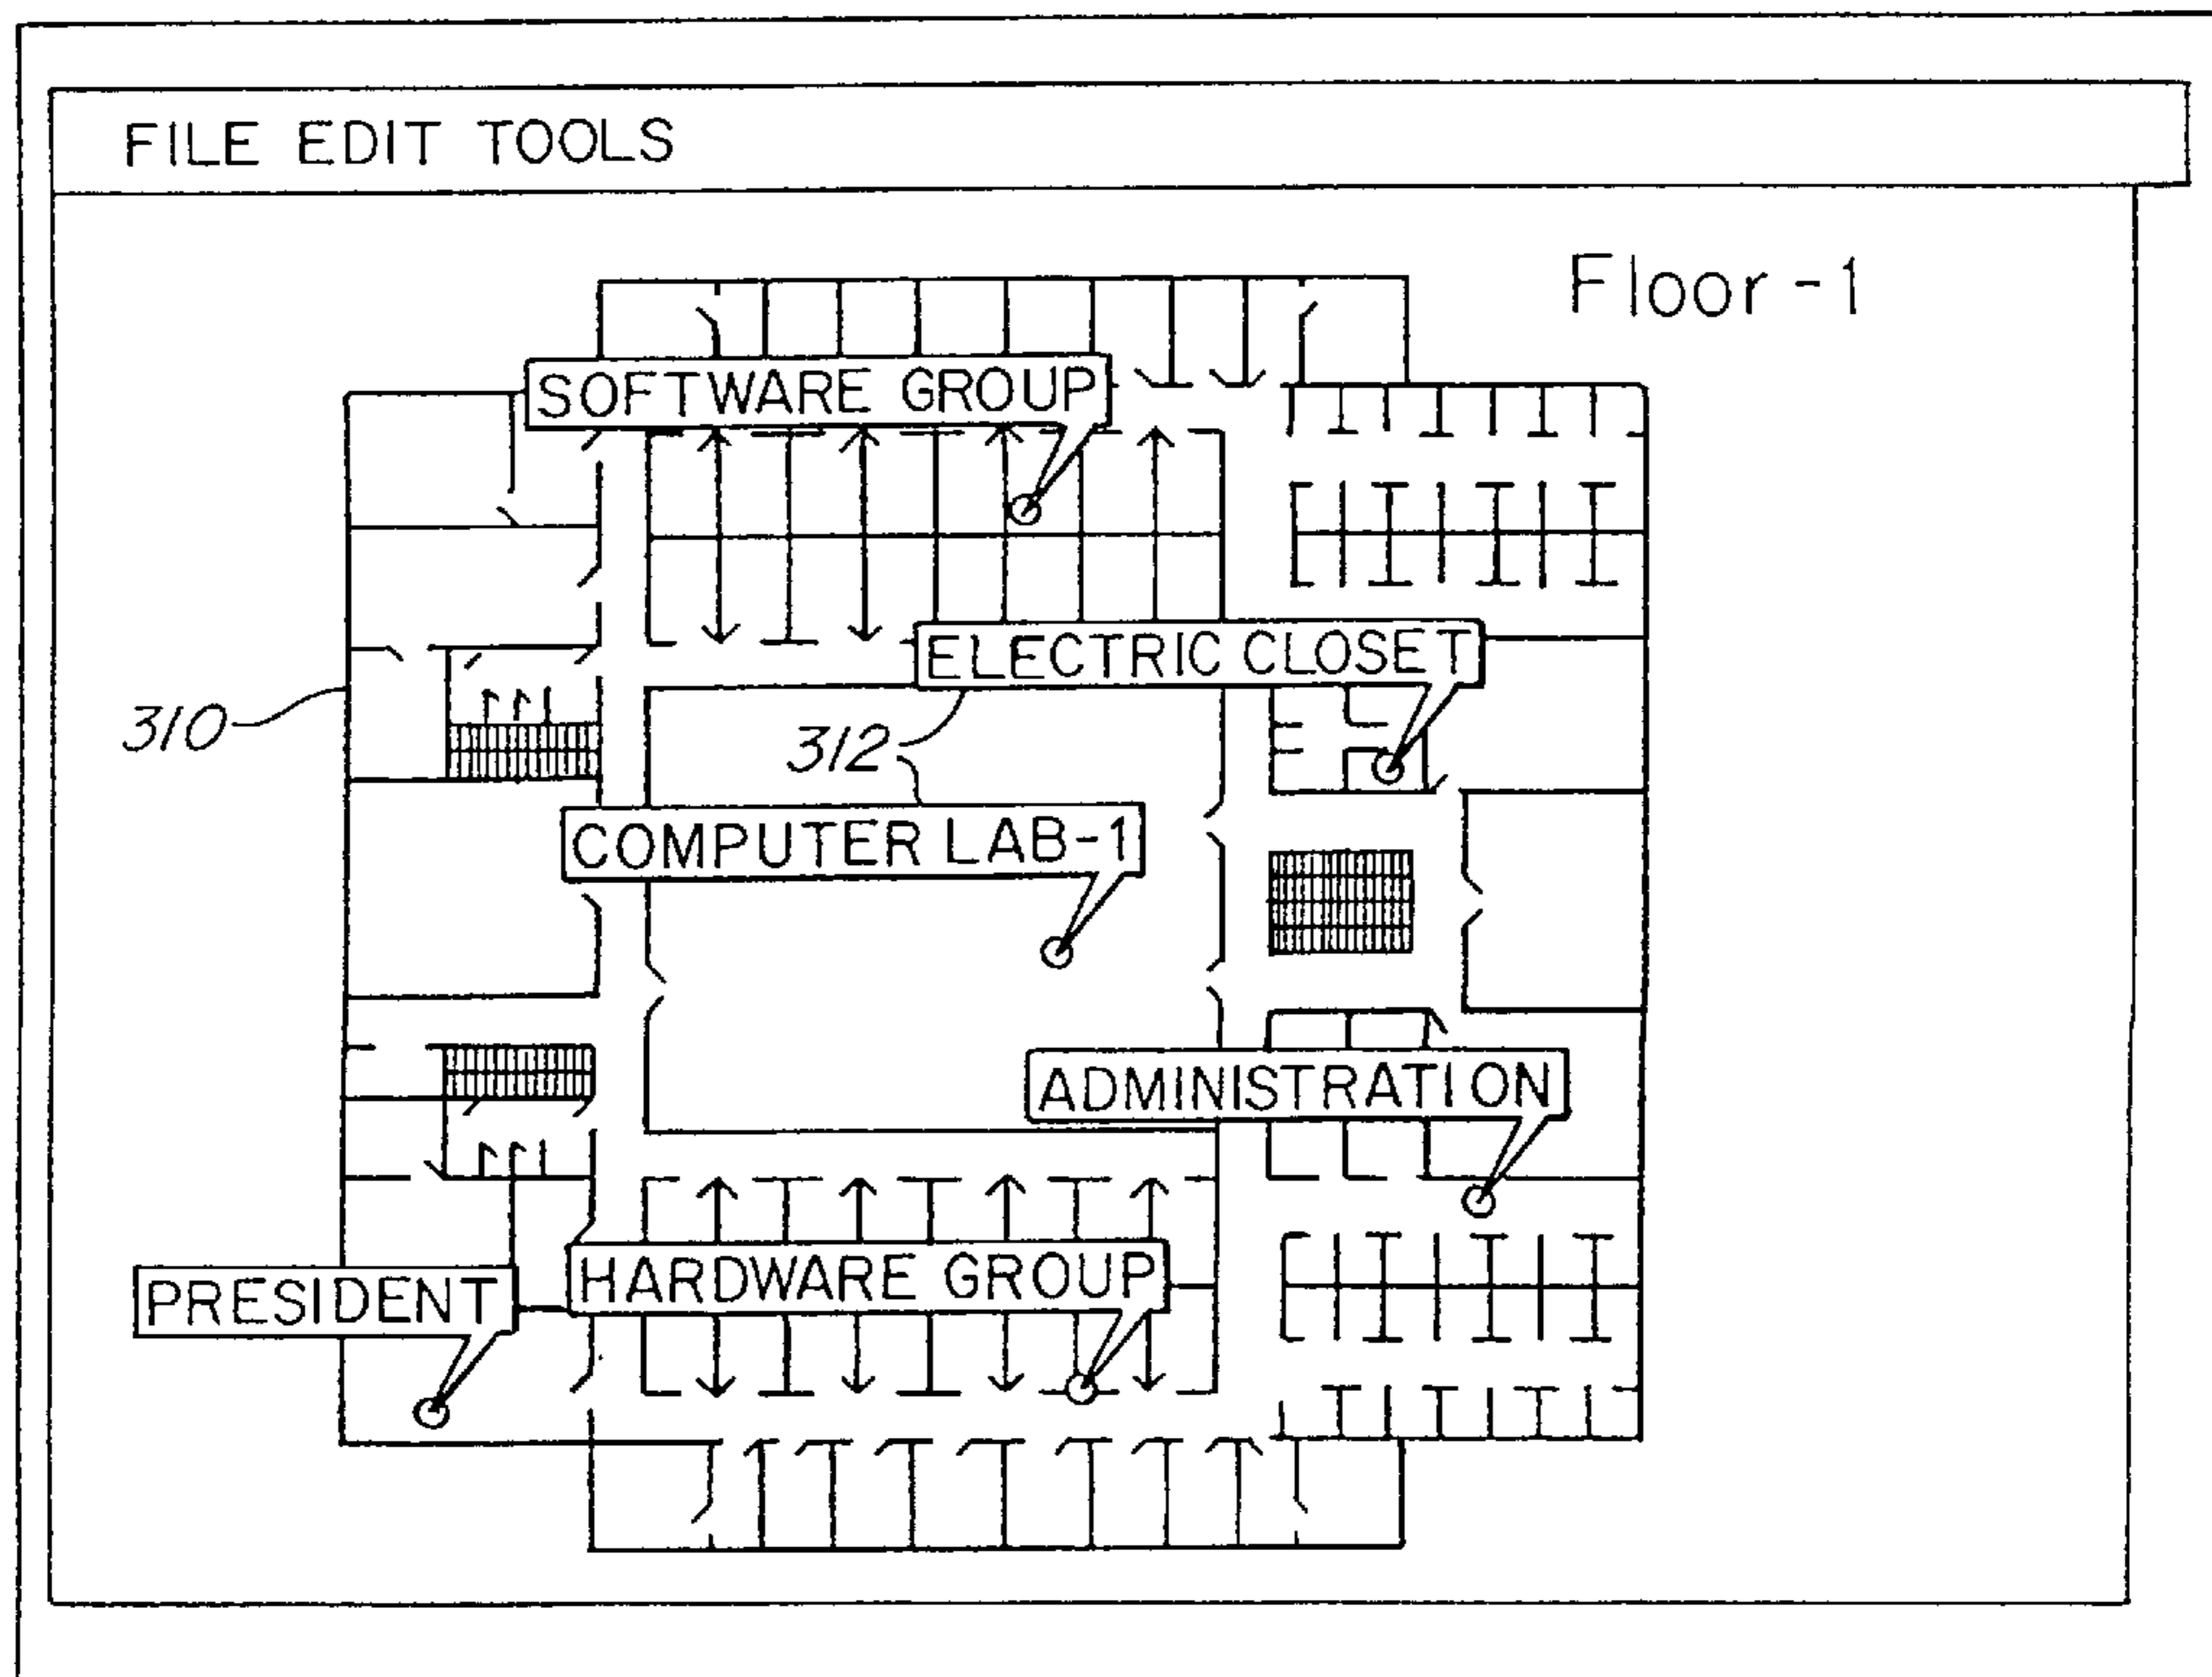 FILE EDIT TOOLS
Floor-1
SOFTWARE GROUP
ELECTRIC CLOSET
310
312
COMPUTER LAB-1
ADMINISTRATION
HARDWARE GROUP
PRESIDENT